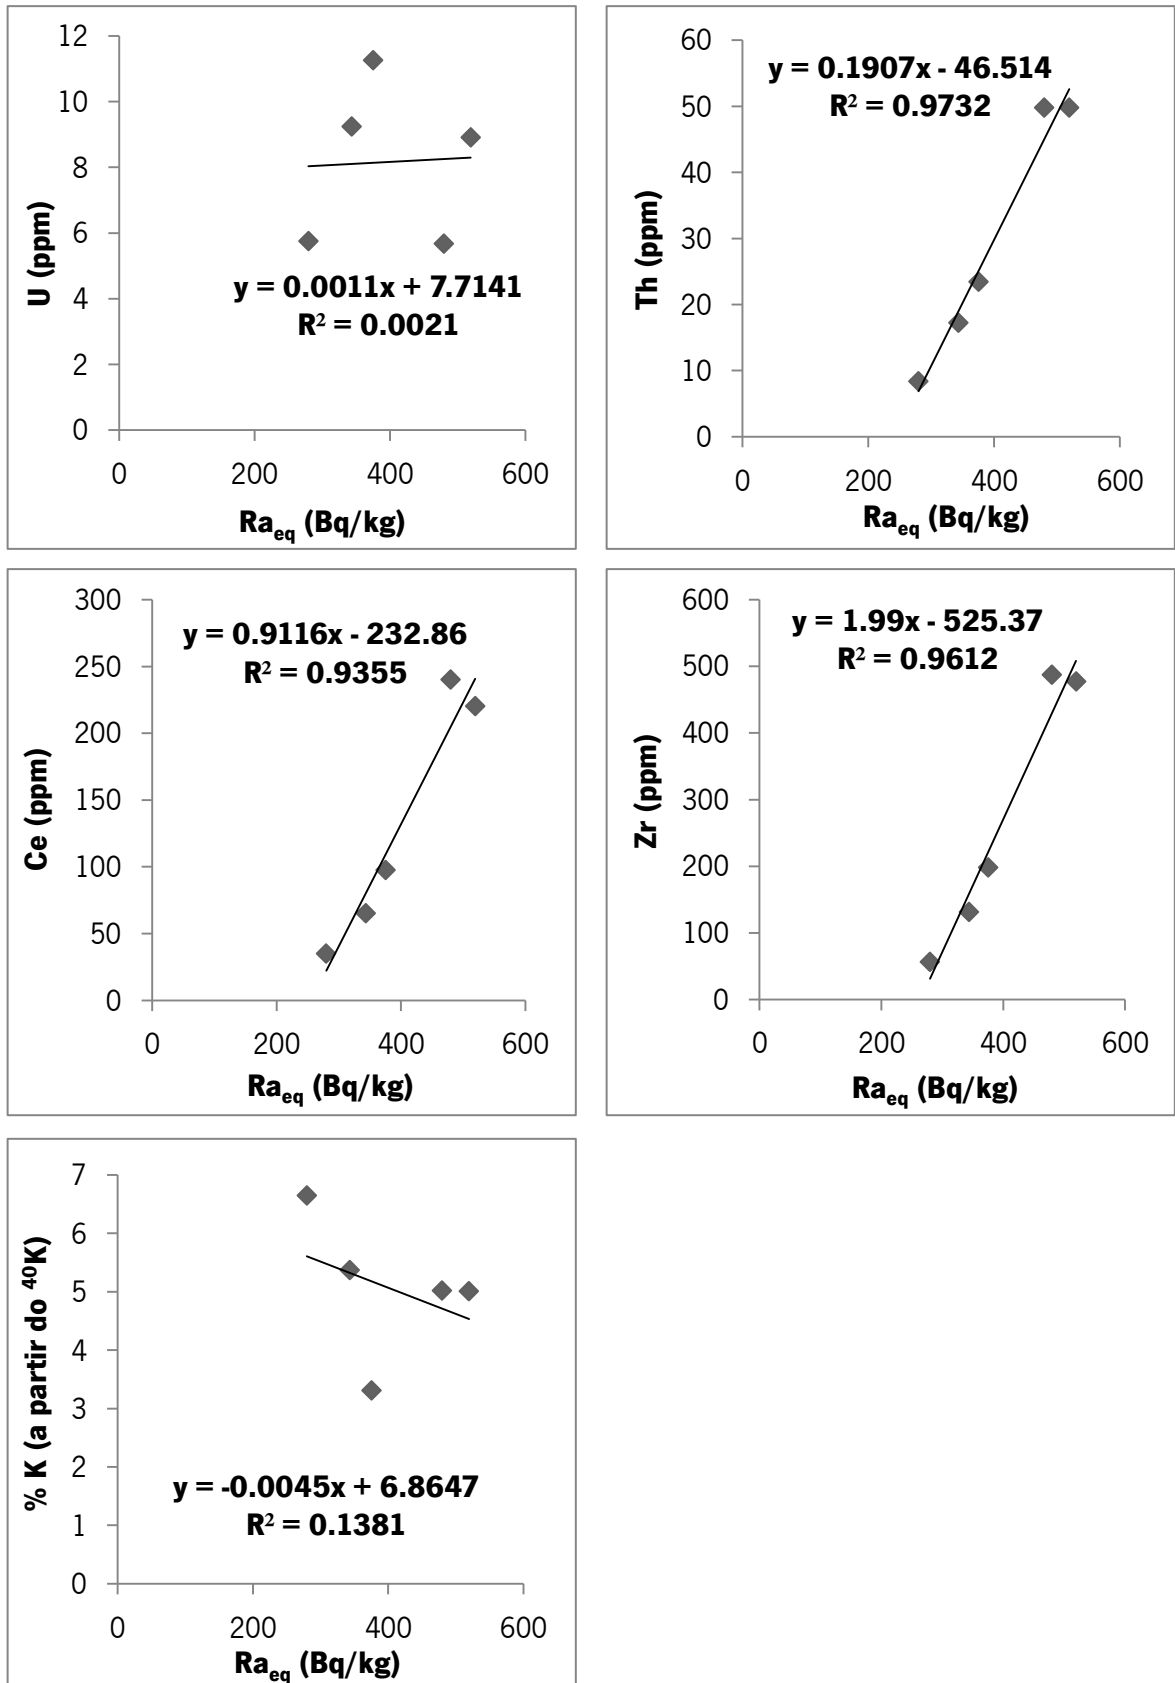 12
10
8
6
4
2
0
U (ppm)
y = 0.0011x + 7.7141
R² = 0.0021
0 200 400 600
Ra_eq (Bq/kg)
60
50
40
30
20
10
0
Th (ppm)
y = 0.1907x - 46.514
R² = 0.9732
0 200 400 600
Ra_eq (Bq/kg)
300
250
200
150
100
50
0
Ce (ppm)
y = 0.9116x - 232.86
R² = 0.9355
0 200 400 600
Ra_eq (Bq/kg)
600
500
400
300
200
100
0
Zr (ppm)
y = 1.99x - 525.37
R² = 0.9612
0 200 400 600
Ra_eq (Bq/kg)
7
6
5
4
3
2
1
0
% K (a partir do ⁴⁰K)
y = -0.0045x + 6.8647
R² = 0.1381
0 200 400 600
Ra_eq (Bq/kg)